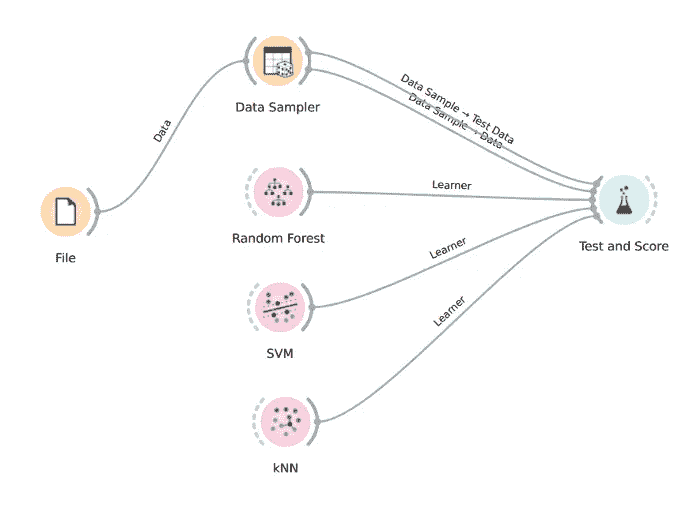 Data Sampler
Data Sample → Test Data
Data Sample → Data
Data
File
Random Forest
Learner
Test and Score
SVM
Learner
kNN
Learner